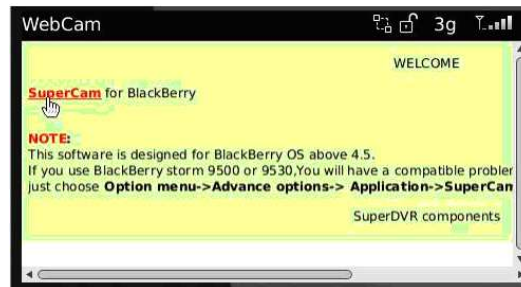 WebCam 3g
WELCOME
SuperCam for BlackBerry
NOTE:
This software is designed for BlackBerry OS above 4.5.
If you use BlackBerry storm 9500 or 9530,You will have a compatible probler
just choose Option menu->Advance options-> Application->SuperCam
SuperDVR components